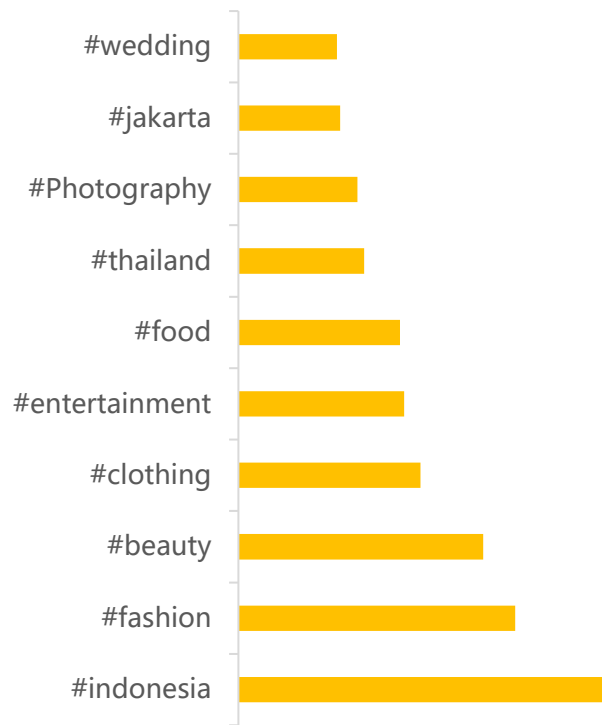 #wedding
#jakarta
#Photography
#thailand
#food
#entertainment
#clothing
#beauty
#fashion
#indonesia